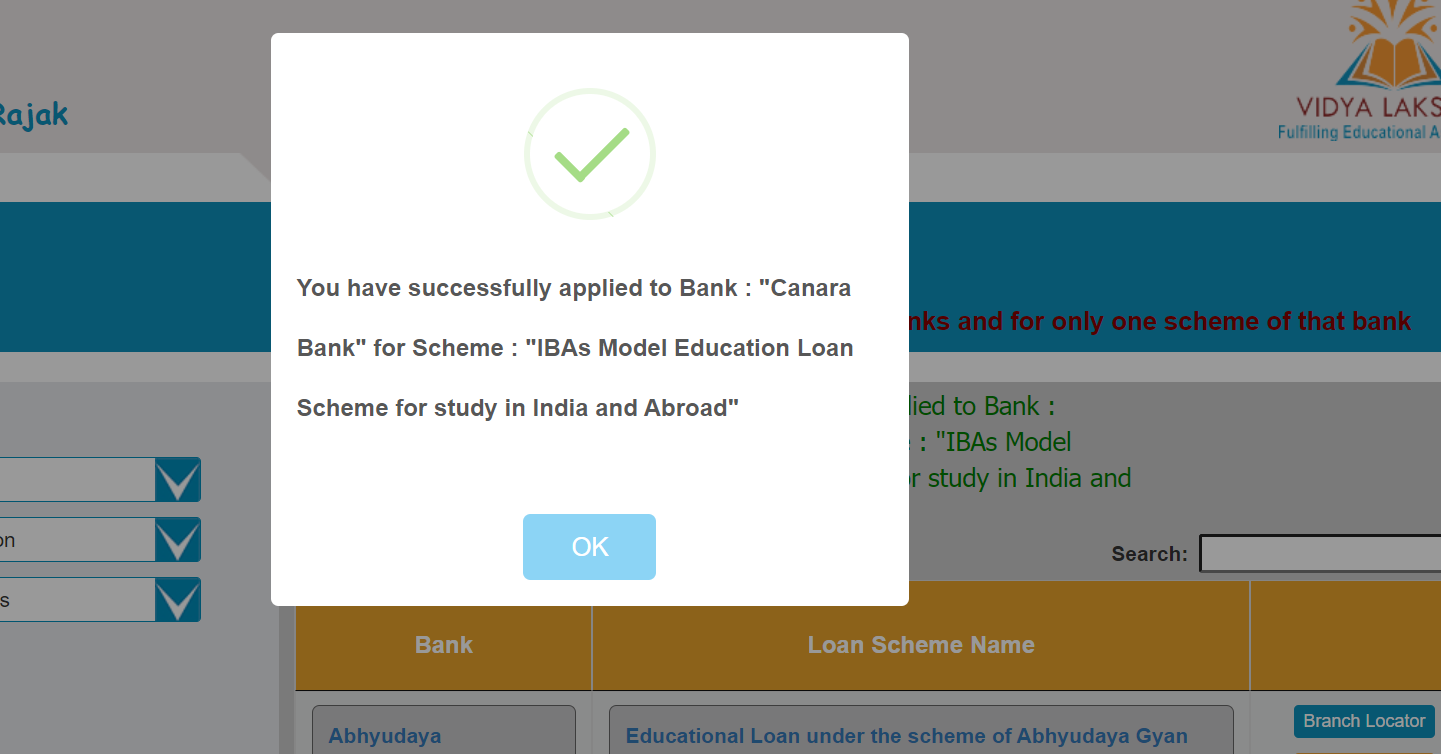 Rajak
VIDYA LAKS
Fulfilling Educational A
You have successfully applied to Bank : "Canara
Bank" for Scheme : "IBAs Model Education Loan
Scheme for study in India and Abroad"
OK
nks and for only one scheme of that bank
lied to Bank :
: "IBAs Model
r study in India and
on
s
Search:
Bank
Loan Scheme Name
Abhyudaya
Educational Loan under the scheme of Abhyudaya Gyan
Branch Locator